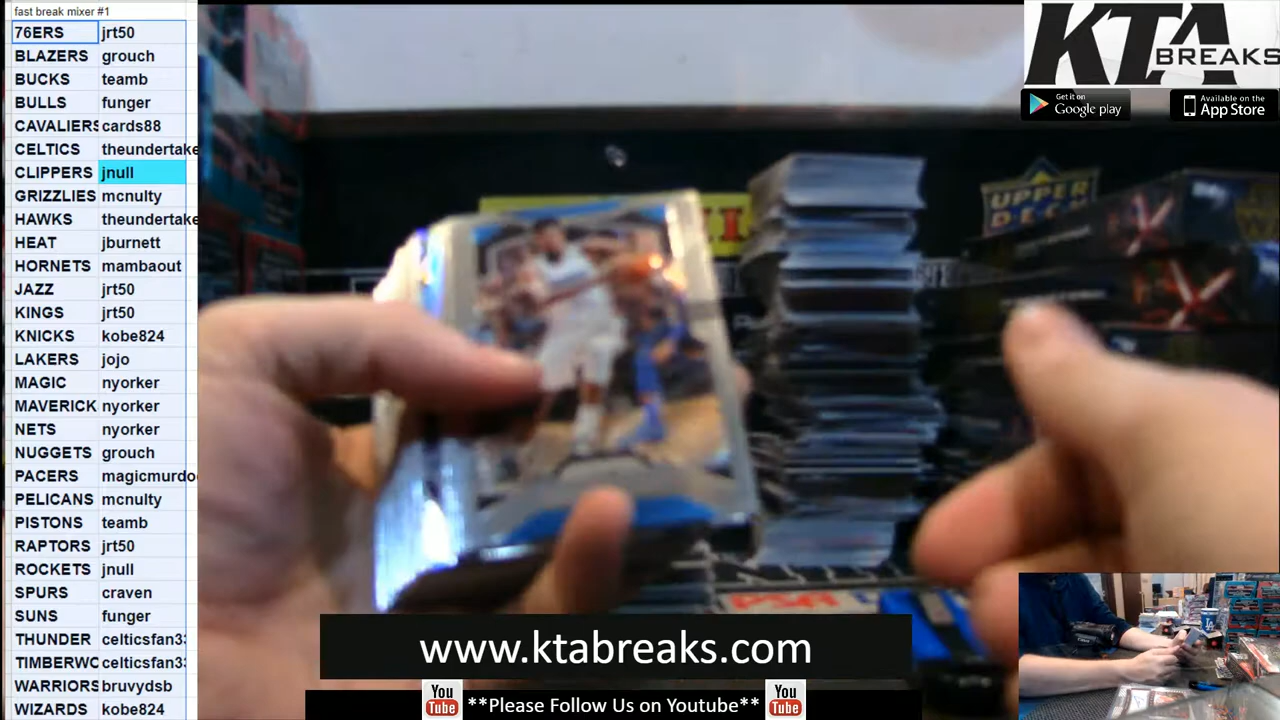 fast break mixer #1
76ERS jrt50
BLAZERS grouch
BUCKS teamb
BULLS funger
CAVALIERS cards88
CELTICS theundertake
CLIPPERS jnull
GRIZZLIES mcnulty
HAWKS theundertake
HEAT jburnett
HORNETS mambaout
JAZZ jrt50
KINGS jrt50
KNICKS kobe824
LAKERS jojo
MAGIC nyorker
MAVERICK nyorker
NETS nyorker
NUGGETS grouch
PACERS magicmurdo
PELICANS mcnulty
PISTONS teamb
RAPTORS jrt50
ROCKETS jnull
SPURS craven
SUNS funger
THUNDER celticsfan33
TIMBERWO celticsfan33
WARRIORS bruvydsb
WIZARDS kobe824
KTA
BREAKS
GET IT ON
Google play
Available on the
App Store
UPPER
DECK
PSA
www.ktabreaks.com
You Tube **Please Follow Us on Youtube** You Tube